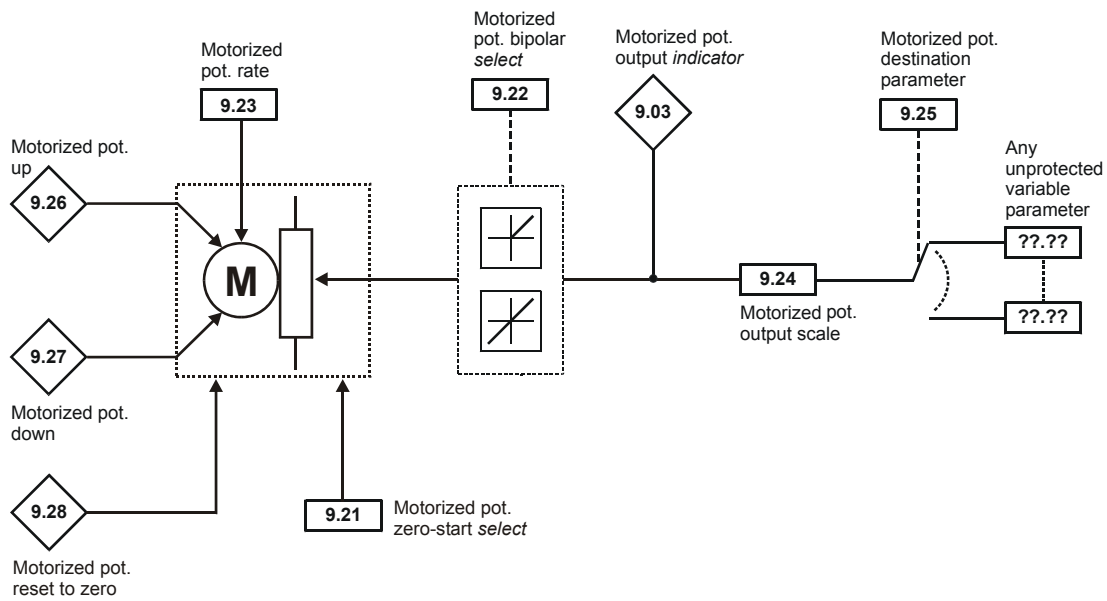 Motorized
pot. rate
9.23
Motorized
pot. bipolar
select
9.22
Motorized pot.
output indicator
9.03
Motorized pot.
destination
parameter
9.25
Any
unprotected
variable
parameter
??.??
??.??
Motorized pot.
up
9.26
M
9.24
Motorized pot.
output scale
9.27
Motorized pot.
down
9.28
Motorized pot.
reset to zero
9.21
Motorized pot.
zero-start select